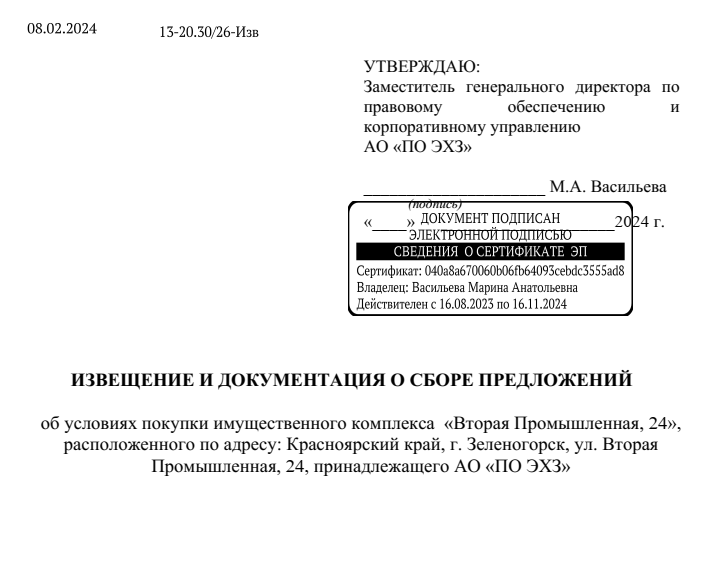 08.02.2024
13-20.30/26-Изв
УТВЕРЖДАЮ:
Заместитель генерального директора по
правовому обеспечению и
корпоративному управлению
АО «ПО ЭХЗ»
_____________________ М.А. Васильева
(подпись)
«____» _______________________2024 г.
ДОКУМЕНТ ПОДПИСАН
ЭЛЕКТРОННОЙ ПОДПИСЬЮ
СВЕДЕНИЯ О СЕРТИФИКАТЕ ЭП
Сертификат: 040a8a670060b06fb64093cebdc3555ad8
Владелец: Васильева Марина Анатольевна
Действителен с 16.08.2023 по 16.11.2024
ИЗВЕЩЕНИЕ И ДОКУМЕНТАЦИЯ О СБОРЕ ПРЕДЛОЖЕНИЙ
об условиях покупки имущественного комплекса «Вторая Промышленная, 24»,
расположенного по адресу: Красноярский край, г. Зеленогорск, ул. Вторая
Промышленная, 24, принадлежащего АО «ПО ЭХЗ»